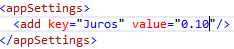 <appSettings>
<add key="Juros" value="0.10"/>
</appSettings>